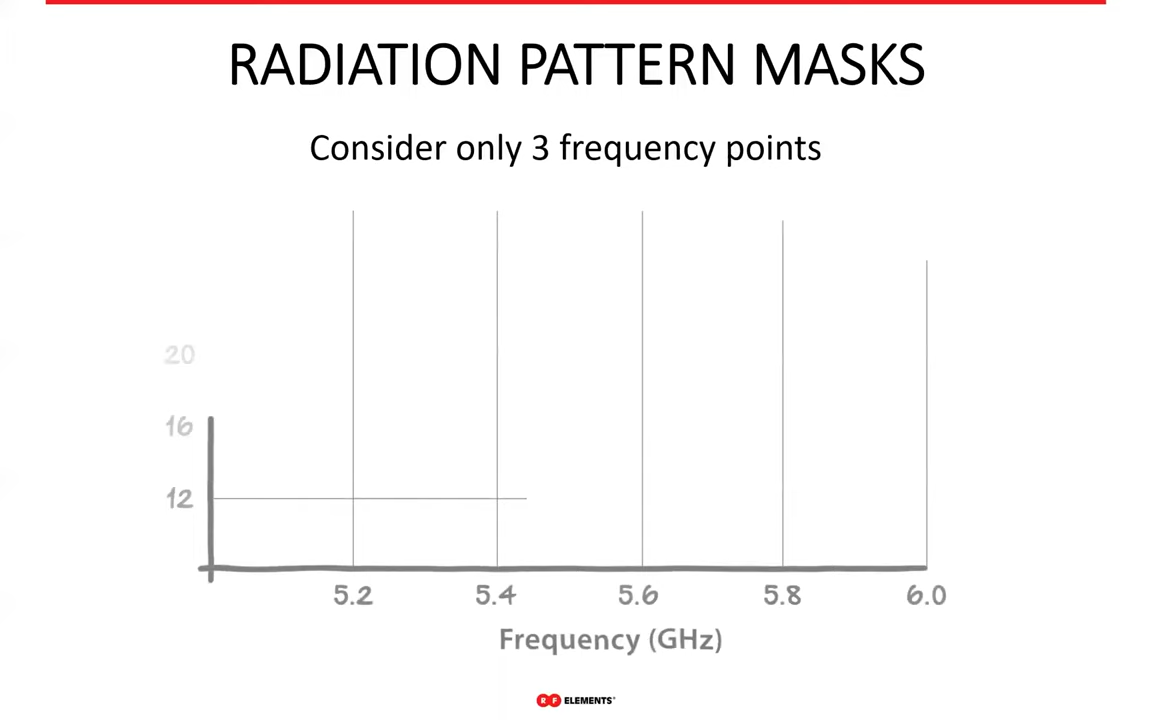 RADIATION PATTERN MASKS
Consider only 3 frequency points
20
16
12
5.2 5.4 5.6 5.8 6.0
Frequency (GHz)
RF ELEMENTS